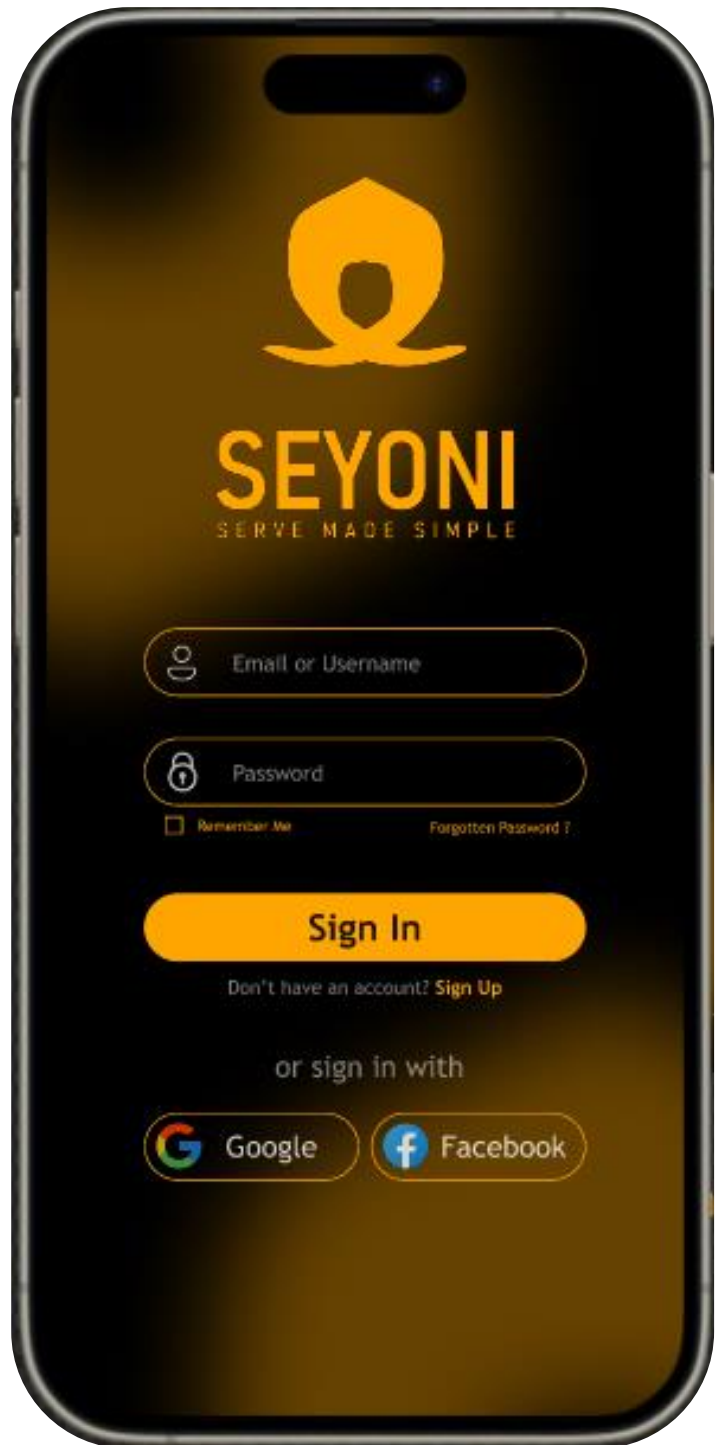 SEYONI
SERVE MADE SIMPLE
Email or Username
Password
Remember Me
Forgotten Password ?
Sign In
Don't have an account? Sign Up
or sign in with
Google
Facebook